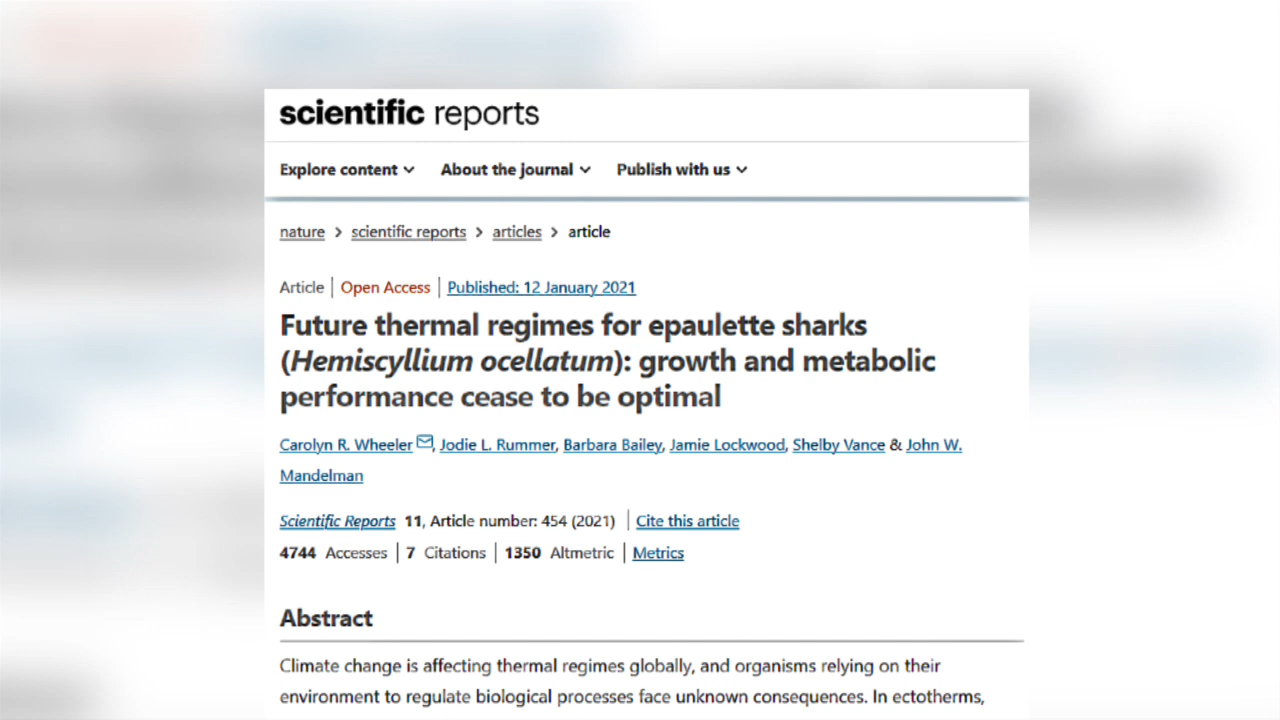 scientific reports
Explore content About the journal Publish with us
nature > scientific reports > articles > article
Article | Open Access | Published: 12 January 2021
Future thermal regimes for epaulette sharks
(Hemiscyllium ocellatum): growth and metabolic
performance cease to be optimal
Carolyn R. Wheeler, Jodie L. Rummer, Barbara Bailey, Jamie Lockwood, Shelby Vance & John W.
Mandelman
Scientific Reports 11, Article number: 454 (2021) | Cite this article
4744 Accesses | 7 Citations | 1350 Altmetric | Metrics
Abstract
Climate change is affecting thermal regimes globally, and organisms relying on their
environment to regulate biological processes face unknown consequences. In ectotherms,